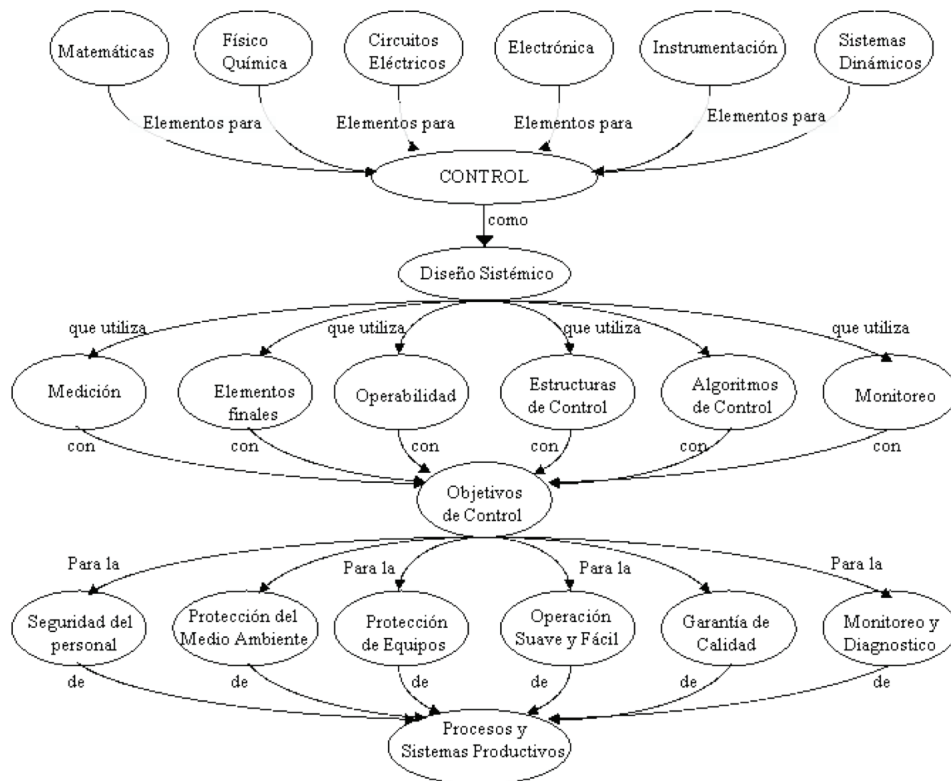 Matemáticas
Físico
Química
Circuitos
Eléctricos
Electrónica
Instrumentación
Sistemas
Dinámicos
Elementos para
Elementos para
Elementos para
Elementos para
CONTROL
como
Diseño Sistémico
que utiliza
que utiliza
que utiliza
que utiliza
Medición
Elementos
finales
Operabilidad
Estructuras
de Control
Algoritmos
de Control
Monitoreo
con
con
con
con
con
con
Objetivos
de Control
Para la
Para la
Para la
Para la
Seguridad del
personal
Protección del
Medio Ambiente
Protección
de Equipos
Operación
Suave y Fácil
Garantía de
Calidad
Monitoreo y
Diagnostico
de
de
de
de
de
de
Procesos y
Sistemas Productivos